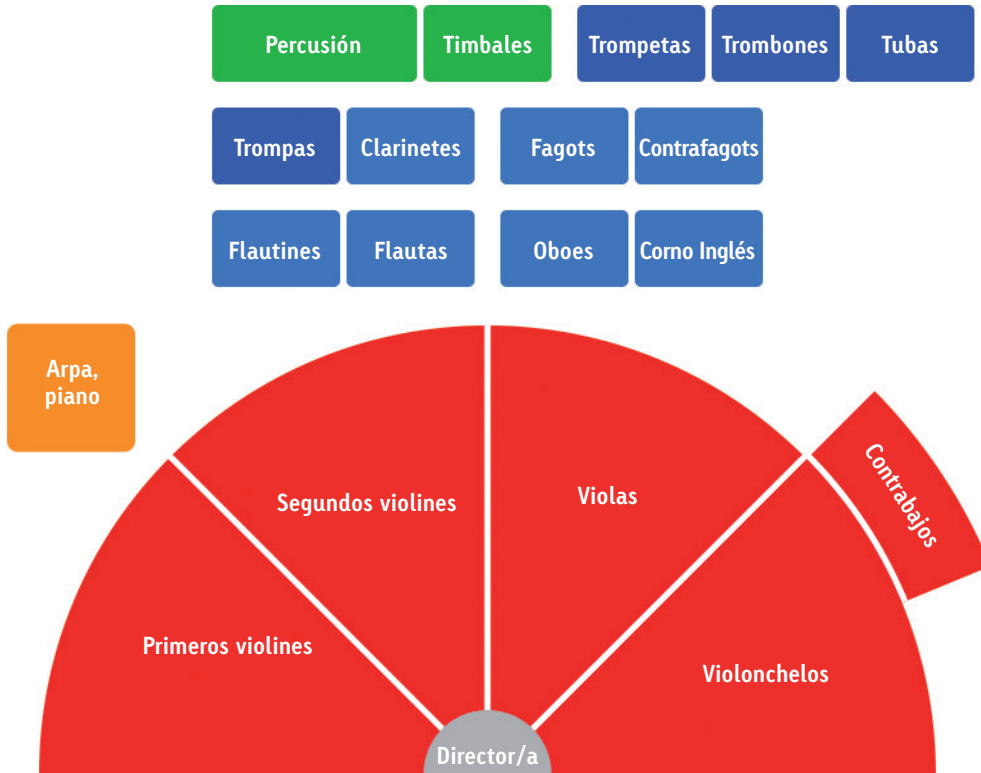 Percusión
Timbales
Trompetas
Trombones
Tubas
Trompas
Clarinetes
Fagots
Contrafagots
Flautines
Flautas
Oboes
Corno Inglés
Arpa,
piano
Contrabajos
Segundos violines
Violas
Primeros violines
Violonchelos
Director/a